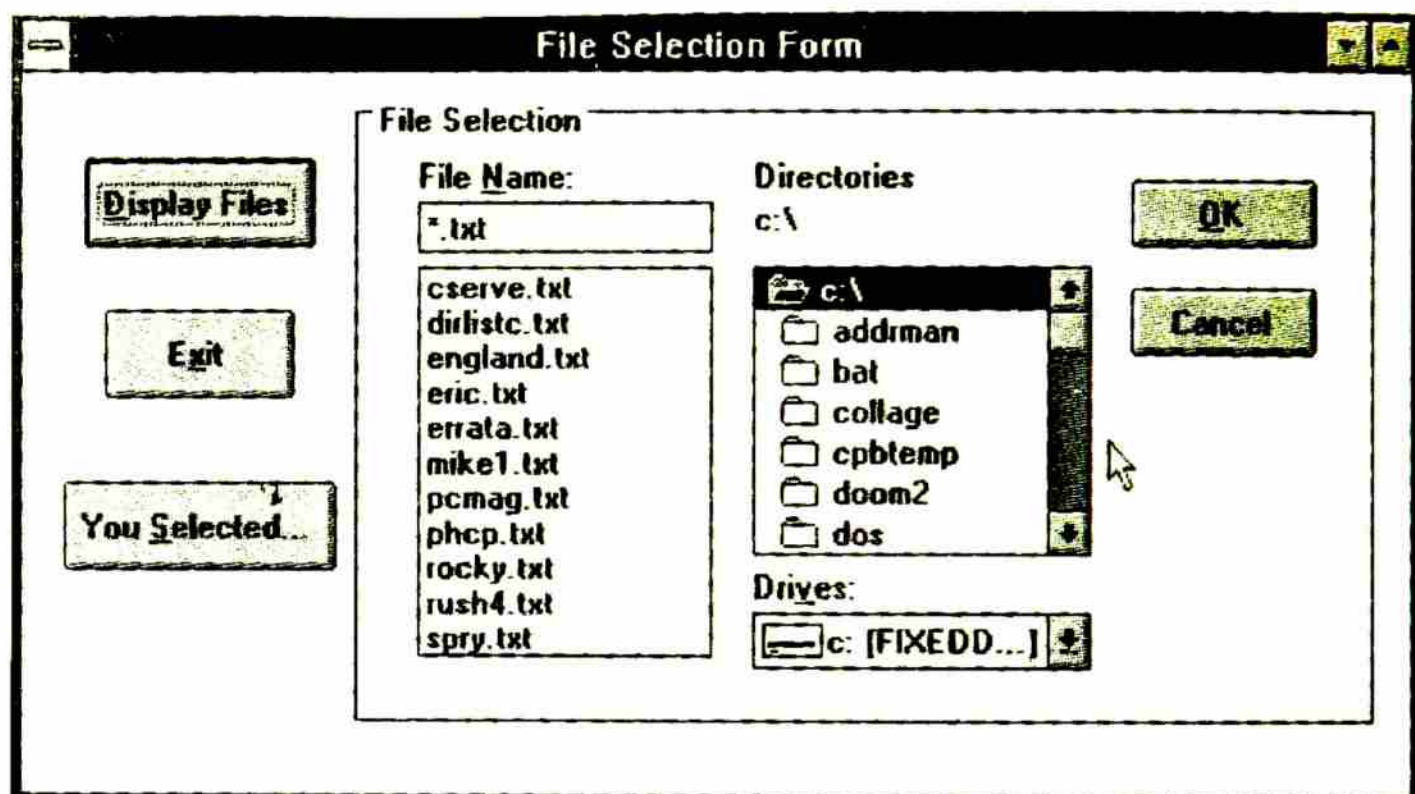 File Selection Form
Display Files
Exit
You Selected...
File Selection
File Name:
*.txt
cserve.txt
dirlistc.txt
england.txt
eric.txt
errata.txt
mike1.txt
pcmag.txt
phcp.txt
rocky.txt
rush4.txt
spry.txt
Directories
c:\
c:\
addrman
bat
collage
cpbtemp
doom2
dos
Drives:
c: [FIXEDD...]
OK
Cancel